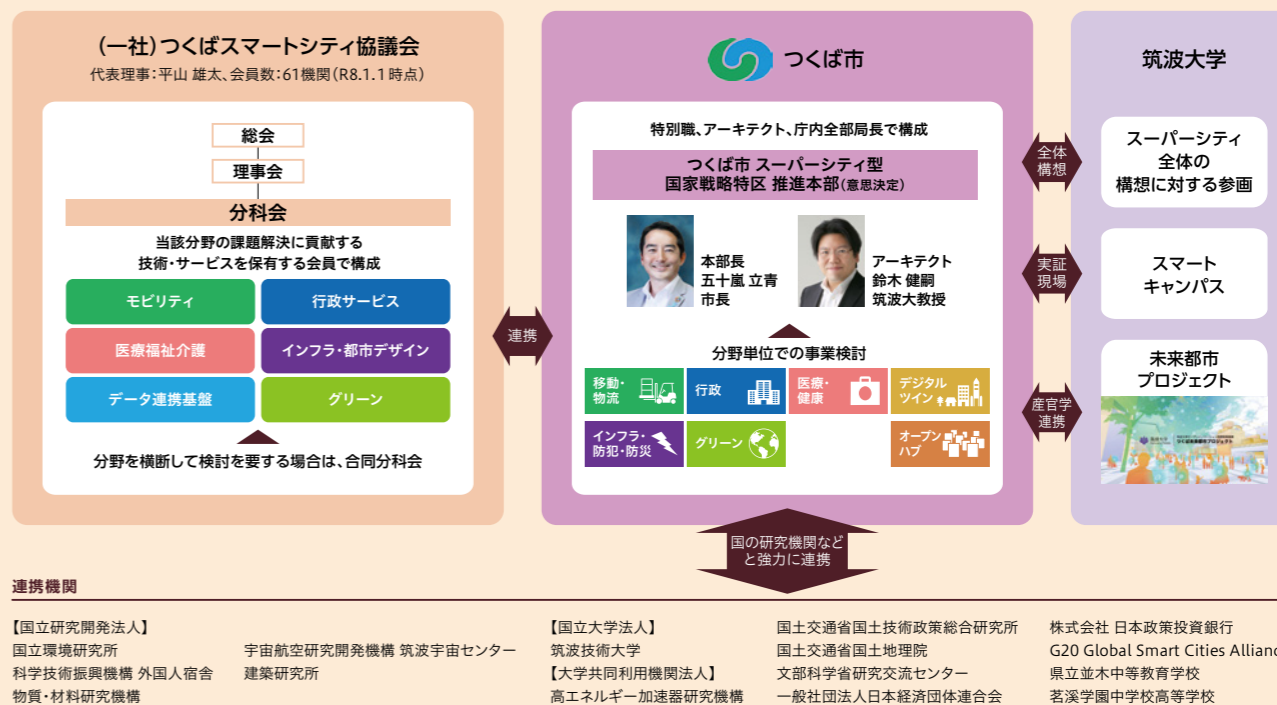 (一社)つくばスマートシティ協議会
代表理事:平山 雄太、会員数:61機関(R8.1.1時点)
総会
理事会
分科会
当該分野の課題解決に貢献する
技術・サービスを保有する会員で構成
モビリティ
行政サービス
医療福祉介護
インフラ・都市デザイン
データ連携基盤
グリーン
分野を横断して検討を要する場合は、合同分科会
連携
つくば市
特別職、アーキテクト、庁内全部局長で構成
つくば市 スーパーシティ型
国家戦略特区 推進本部(意思決定)
本部長
五十嵐 立青
市長
アーキテクト
鈴木 健嗣
筑波大教授
分野単位での事業検討
移動・
物流
行政
医療・
健康
デジタル
ツイン
インフラ・
防犯・防災
グリーン
オープン
ハブ
全体
構想
実証
現場
産官学
連携
筑波大学
スーパーシティ
全体の
構想に対する参画
スマート
キャンパス
未来都市
プロジェクト
つくば未来都市プロジェクト
国の研究機関など
と強力に連携
連携機関
【国立研究開発法人】
国立環境研究所
科学技術振興機構 外国人宿舎
物質・材料研究機構
宇宙航空研究開発機構 筑波宇宙センター
建築研究所
【国立大学法人】
筑波技術大学
【大学共同利用機関法人】
高エネルギー加速器研究機構
国土交通省国土技術政策総合研究所
国土交通省国土地理院
文部科学省研究交流センター
一般社団法人日本経済団体連合会
株式会社 日本政策投資銀行
G20 Global Smart Cities Allianc
県立並木中等教育学校
茗溪学園中学校高等学校